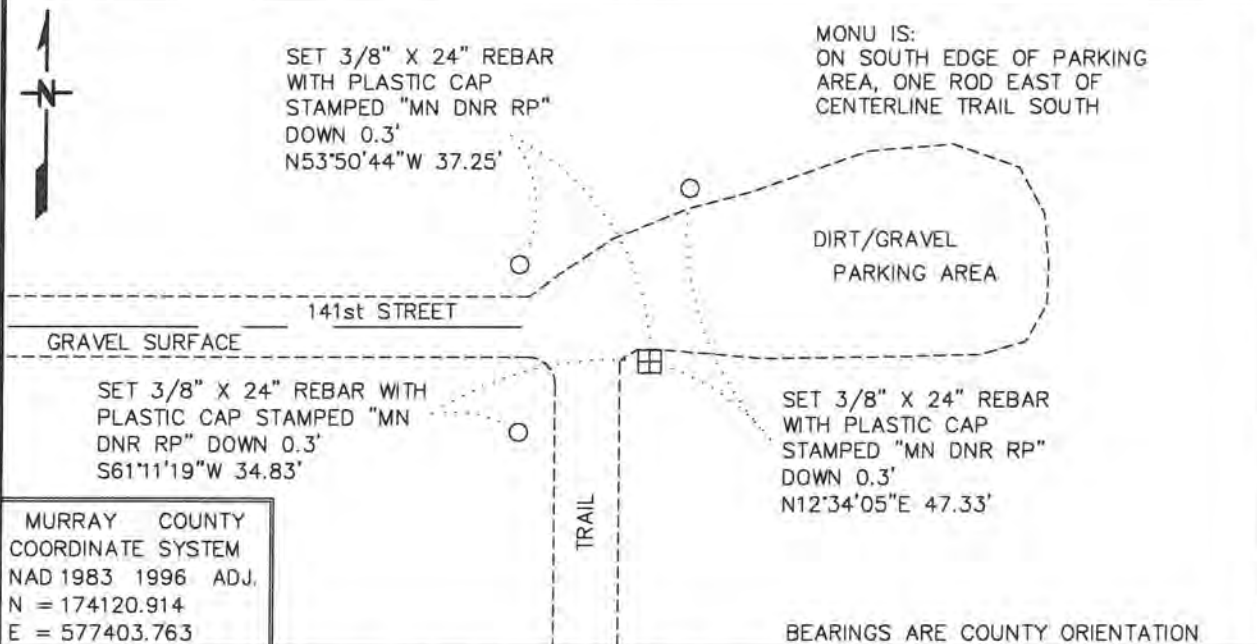 N
SET 3/8" X 24" REBAR
WITH PLASTIC CAP
STAMPED "MN DNR RP"
DOWN 0.3'
N53°50'44"W 37.25'
MONU IS:
ON SOUTH EDGE OF PARKING
AREA, ONE ROD EAST OF
CENTERLINE TRAIL SOUTH
DIRT/GRAVEL
PARKING AREA
141st STREET
GRAVEL SURFACE
SET 3/8" X 24" REBAR WITH
PLASTIC CAP STAMPED "MN
DNR RP" DOWN 0.3'
S61°11'19"W 34.83'
SET 3/8" X 24" REBAR
WITH PLASTIC CAP
STAMPED "MN DNR RP"
DOWN 0.3'
N12°34'05"E 47.33'
TRAIL
MURRAY COUNTY
COORDINATE SYSTEM
NAD 1983 1996 ADJ.
N = 174120.914
E = 577403.763
BEARINGS ARE COUNTY ORIENTATION